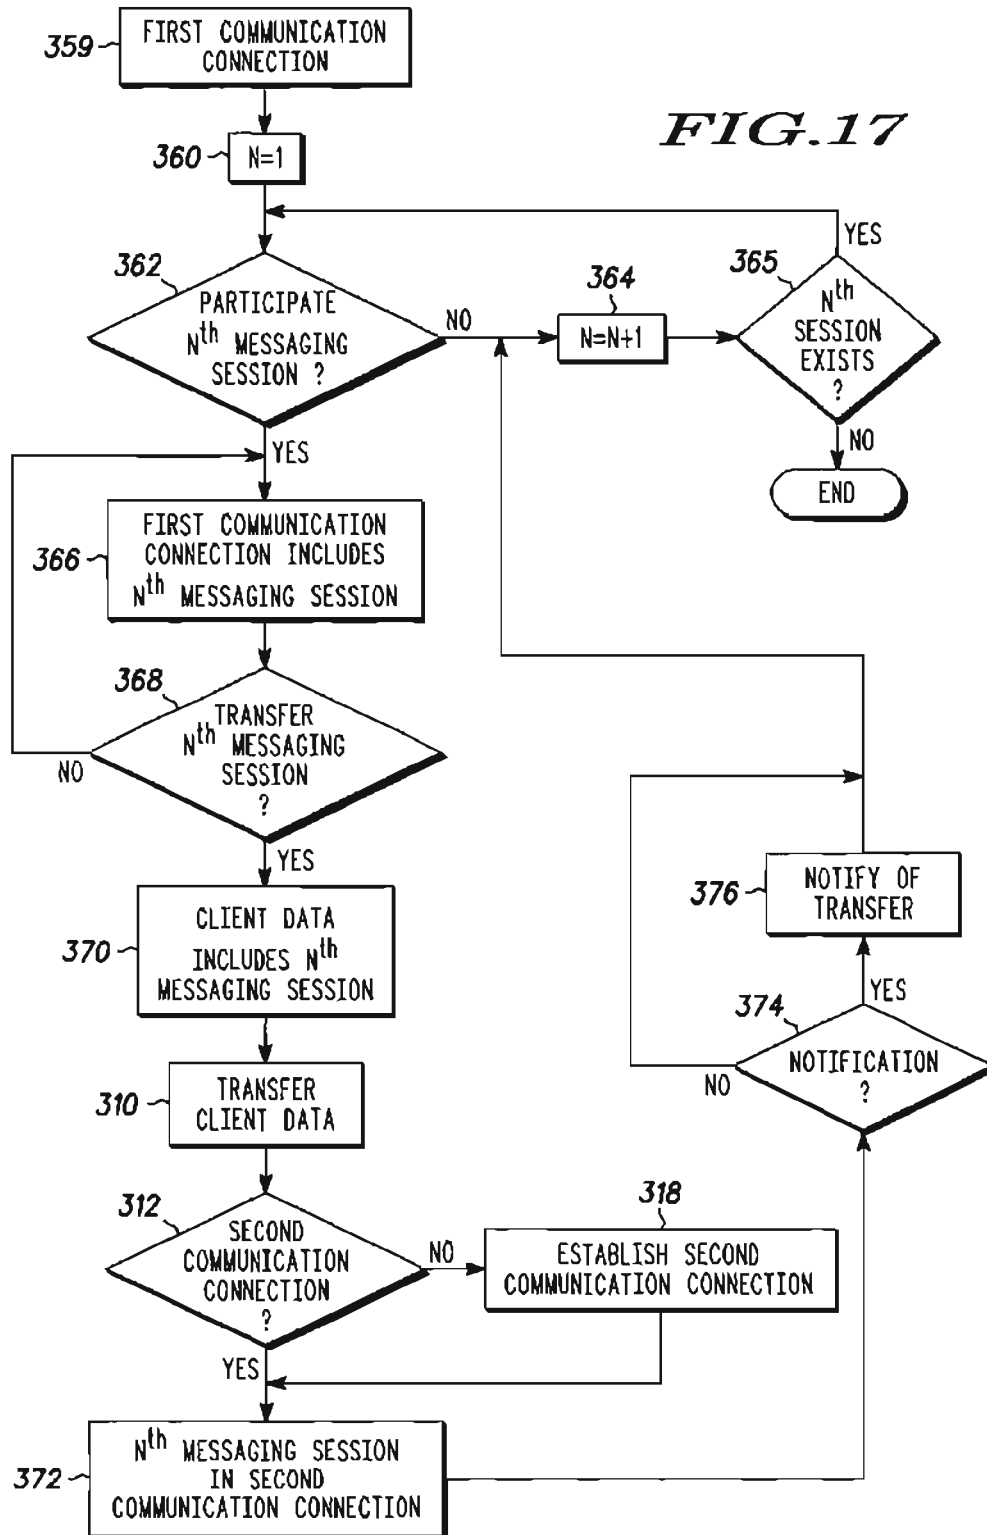 359
FIRST COMMUNICATION
CONNECTION
FIG.17
360
N=1
362
PARTICIPATE
Nth MESSAGING
SESSION ?
NO
YES
364
N=N+1
365
Nth
SESSION
EXISTS
?
YES
NO
END
366
FIRST COMMUNICATION
CONNECTION INCLUDES
Nth MESSAGING SESSION
368
TRANSFER
Nth MESSAGING
SESSION
?
NO
YES
370
CLIENT DATA
INCLUDES Nth
MESSAGING SESSION
310
TRANSFER
CLIENT DATA
312
SECOND
COMMUNICATION
CONNECTION
?
NO
YES
318
ESTABLISH SECOND
COMMUNICATION CONNECTION
372
Nth MESSAGING SESSION
IN SECOND
COMMUNICATION CONNECTION
374
NOTIFICATION
?
NO
YES
376
NOTIFY OF
TRANSFER